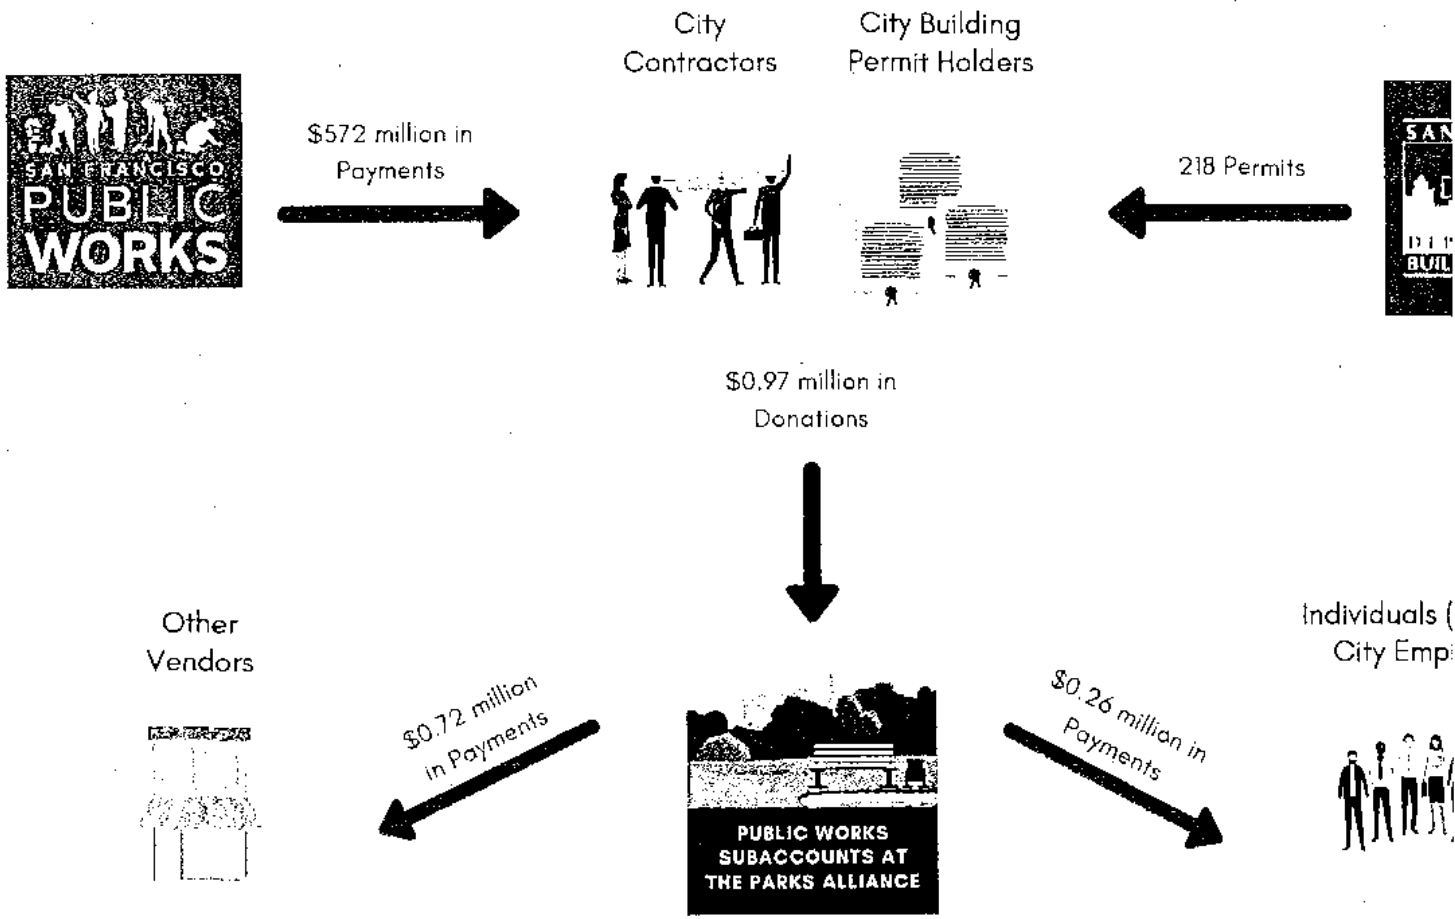 City
Contractors
City Building
Permit Holders
SAN FRANCISCO
PUBLIC
WORKS
$572 million in
Payments
218 Permits
SAN
BUIL
$0.97 million in
Donations
Other
Vendors
$0.72 million
in Payments
PUBLIC WORKS
SUBACCOUNTS AT
THE PARKS ALLIANCE
$0.26 million in
Payments
Individuals (
City Emp